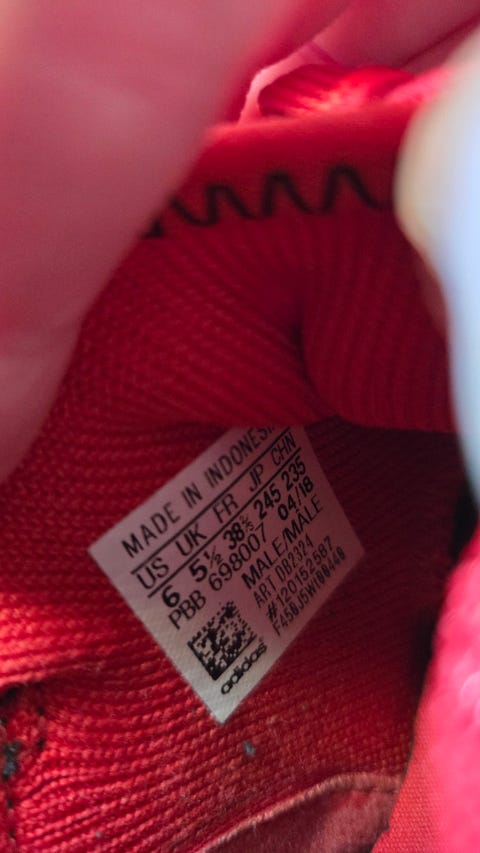 MADE IN INDONESIA
US UK FR JP CHN
6 5½ 38⅔ 245 235
PBB 698007 04/18
MALE/MÂLE
ART DB2324
#120152587
adidas